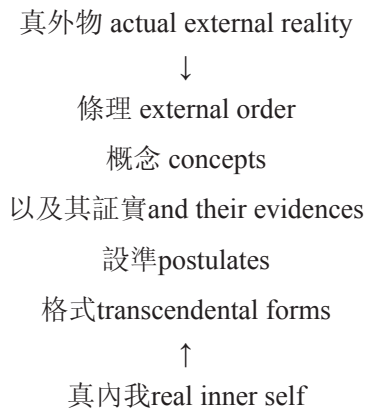 真外物 actual external reality
↓
條理 external order
概念 concepts
以及其証實and their evidences
設準postulates
格式transcendental forms
↑
真內我real inner self